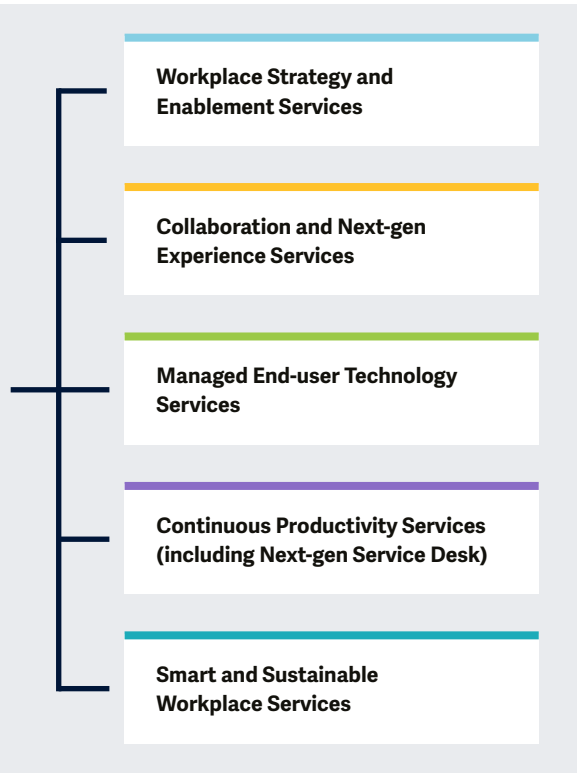 Workplace Strategy and
Enablement Services
Collaboration and Next-gen
Experience Services
Managed End-user Technology
Services
Continuous Productivity Services
(including Next-gen Service Desk)
Smart and Sustainable
Workplace Services